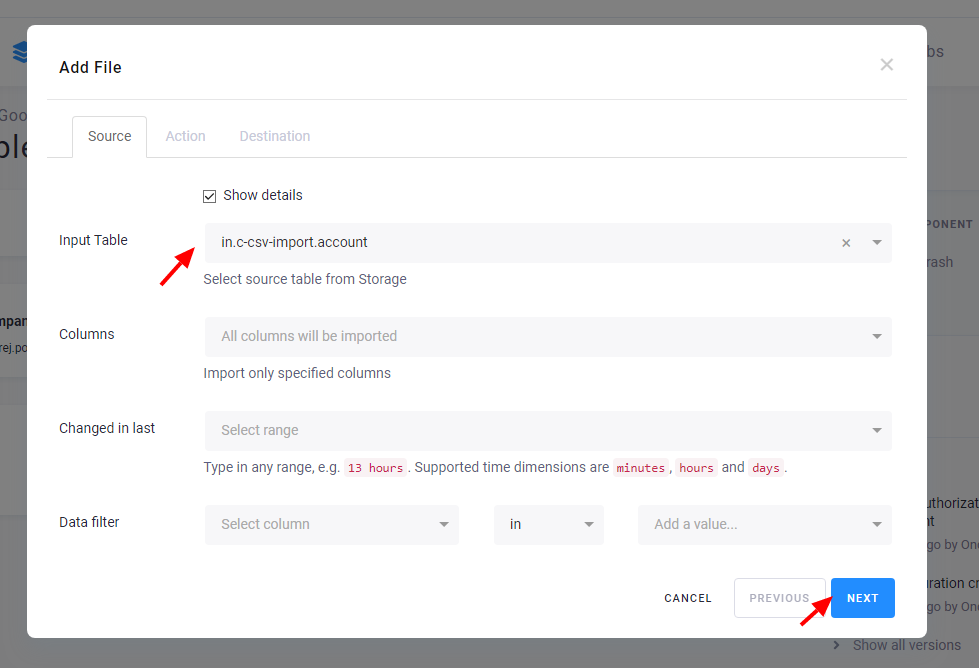 Add File
Source Action Destination
Show details
Input Table in.c-csv-import.account
Select source table from Storage
Columns All columns will be imported
Import only specified columns
Changed in last Select range
Type in any range, e.g. 13 hours. Supported time dimensions are minutes, hours and days.
Data filter Select column in Add a value...
CANCEL PREVIOUS NEXT
Show all versions